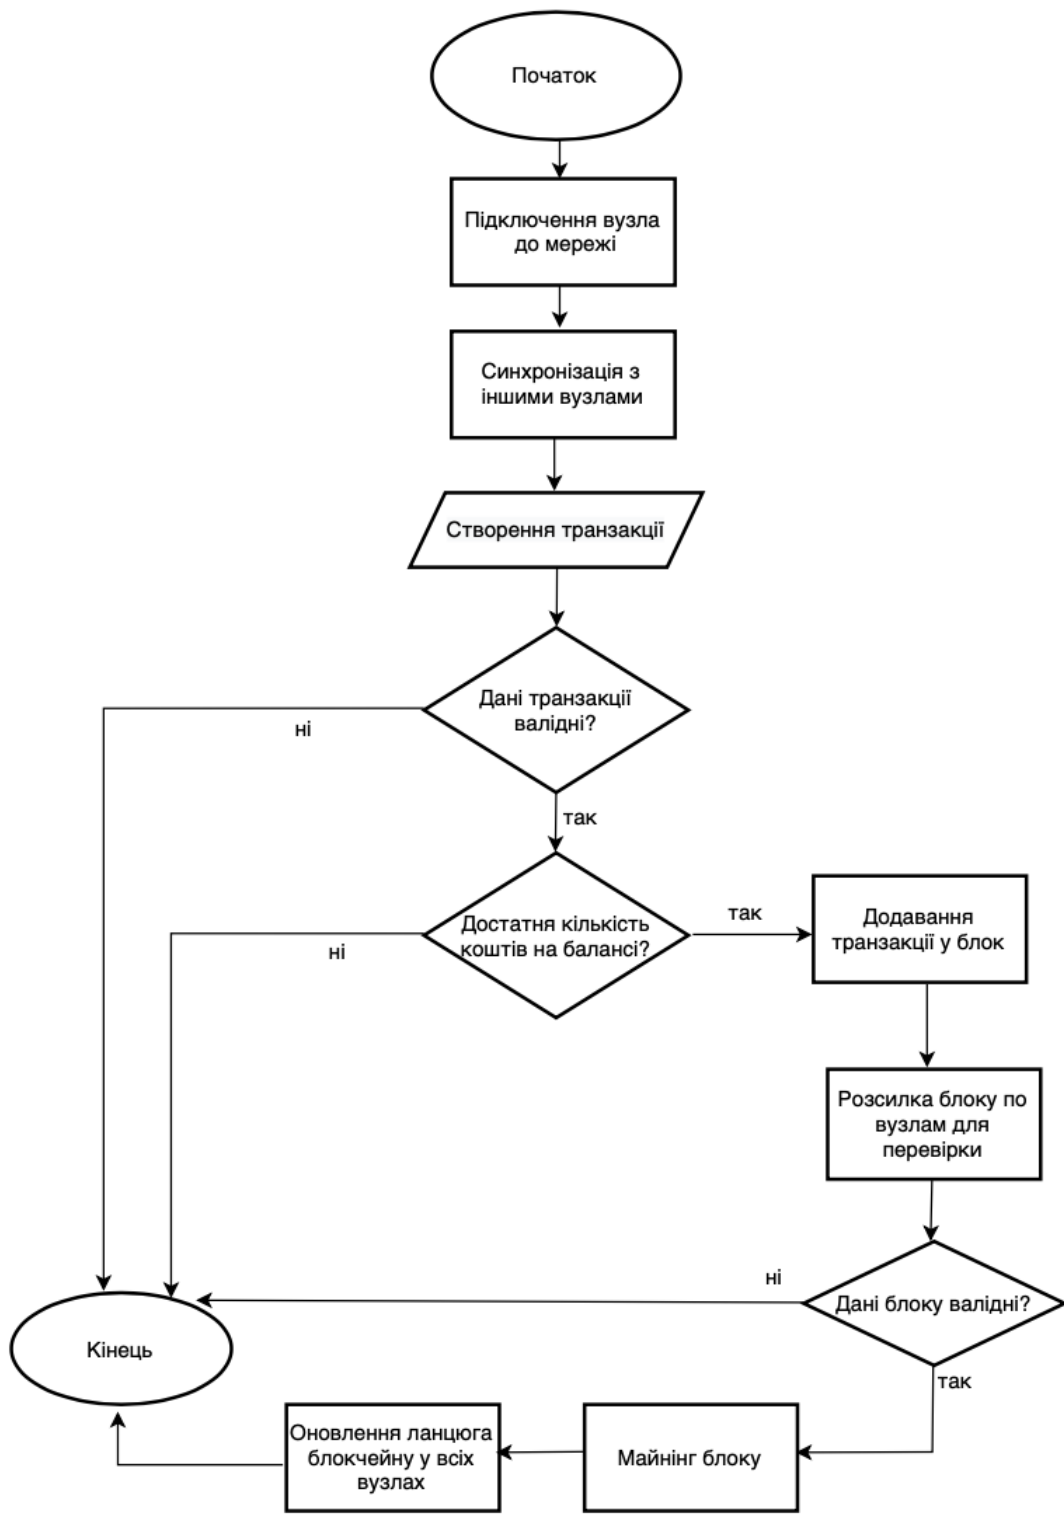 Початок
Підключення вузла
до мережі
Синхронізація з
іншими вузлами
Створення транзакції
Дані транзакції
валідні?
ні
так
Достатня кількість
коштів на балансі?
ні
так
Додавання
транзакції у блок
Розсилка блоку по
вузлам для
перевірки
Дані блоку валідні?
ні
так
Майнінг блоку
Оновлення ланцюга
блокчейну у всіх
вузлах
Кінець